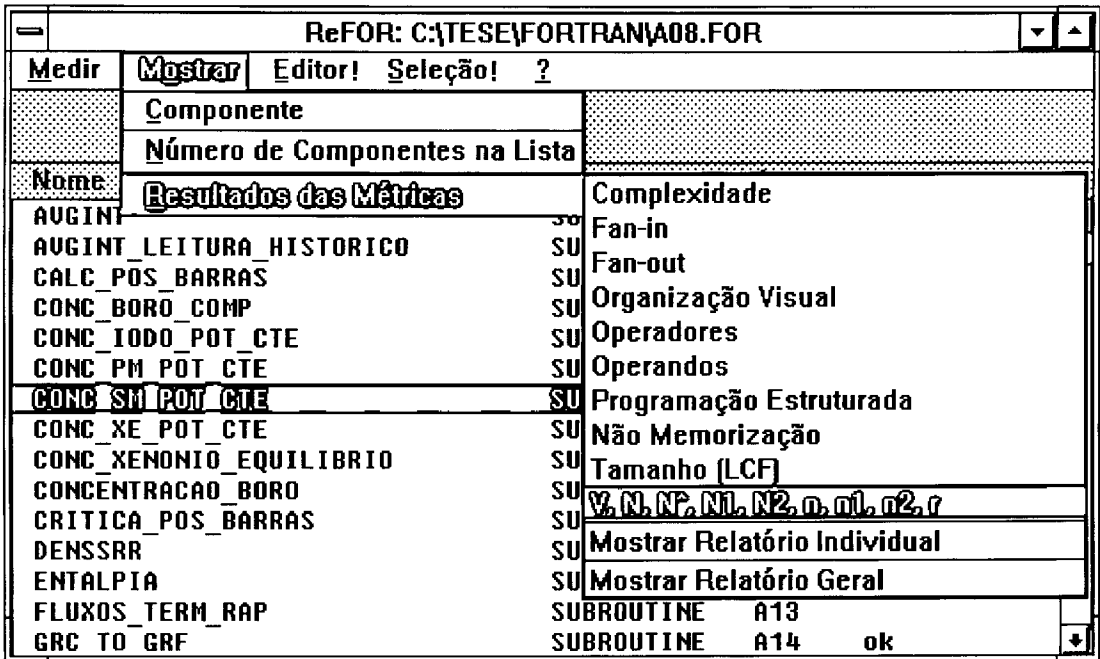 ReFOR: C:\TESE\FORTRAN\A08.FOR
Medir Mostrar Editor! Seleção! ?
Componente
Número de Componentes na Lista
Resultados das Métricas
Complexidade
Fan-in
Fan-out
Organização Visual
Operadores
Operandos
Programação Estruturada
Não Memorização
Tamanho (LCF)
V, N, N^, N1, N2, n, n1, n2, r
Mostrar Relatório Individual
Mostrar Relatório Geral
Nome
AVGINT SU
AVGINT_LEITURA_HISTORICO SU
CALC_POS_BARRAS SU
CONC_BORO_COMP SU
CONC_IODO_POT_CTE SU
CONC_PM_POT_CTE SU
CONC_SM_POT_CTE SU
CONC_XE_POT_CTE SU
CONC_XENONIO_EQUILIBRIO SU
CONCENTRACAO_BORO SU
CRITICA_POS_BARRAS SU
DENSSRR SU
ENTALPIA SU
FLUXOS_TERM_RAP SUBROUTINE A13
GRC_TO_GRF SUBROUTINE A14 ok